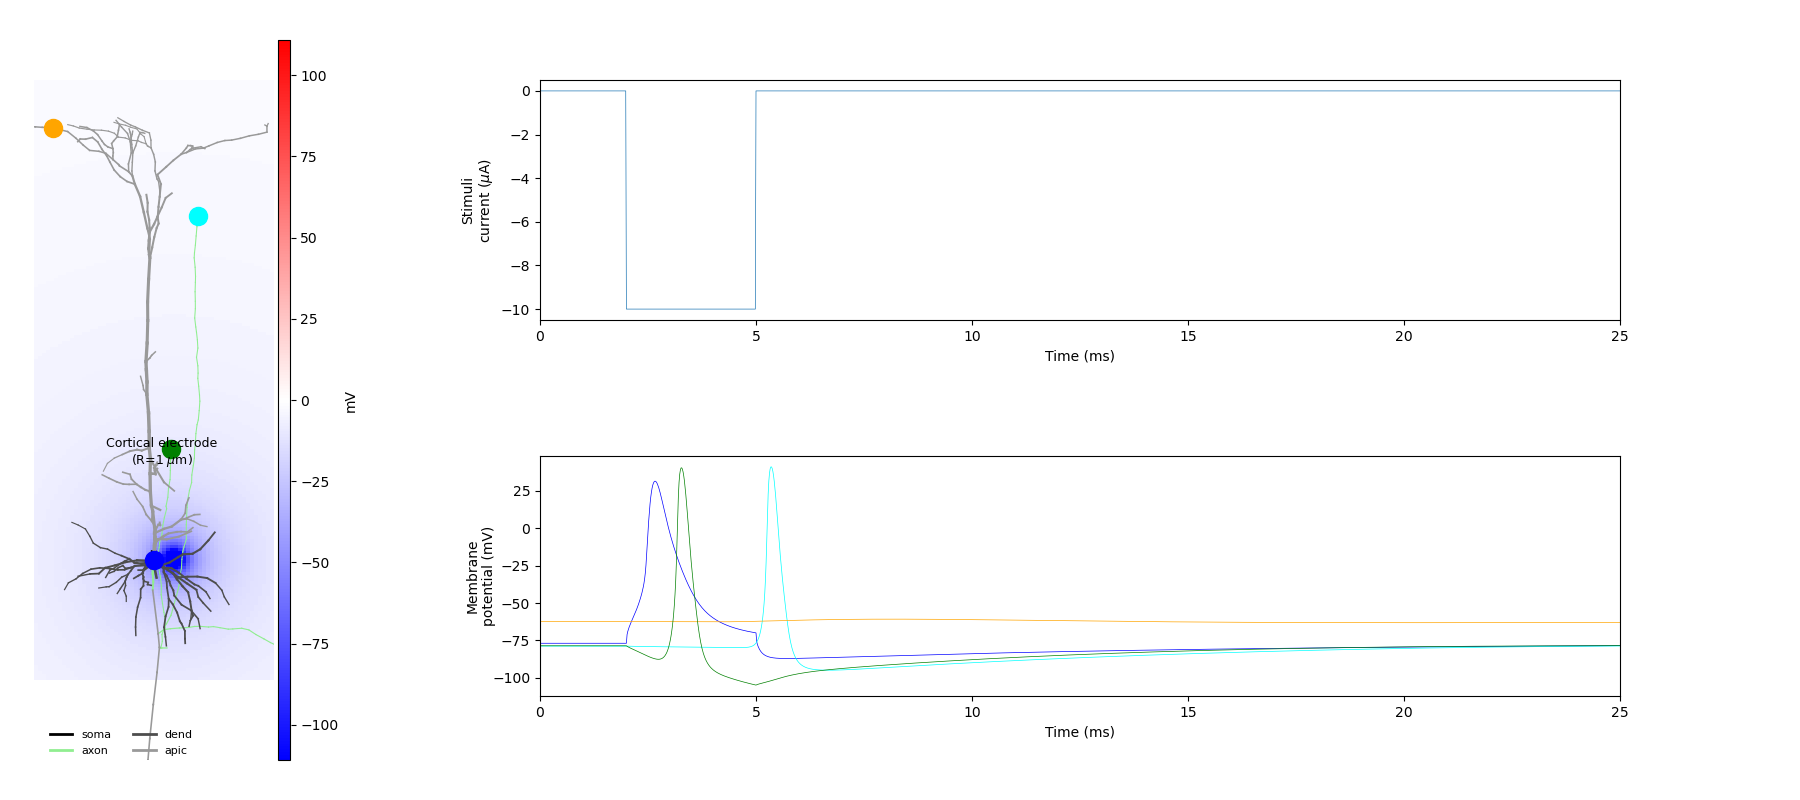 100
75
50
25
0
−25
−50
−75
−100
mV
Cortical electrode
(R=1 μm)
soma
axon
dend
apic
Stimuli
current (μA)
0
−2
−4
−6
−8
−10
0 5 10 15 20 25
Time (ms)
Membrane
potential (mV)
25
0
−25
−50
−75
−100
0 5 10 15 20 25
Time (ms)